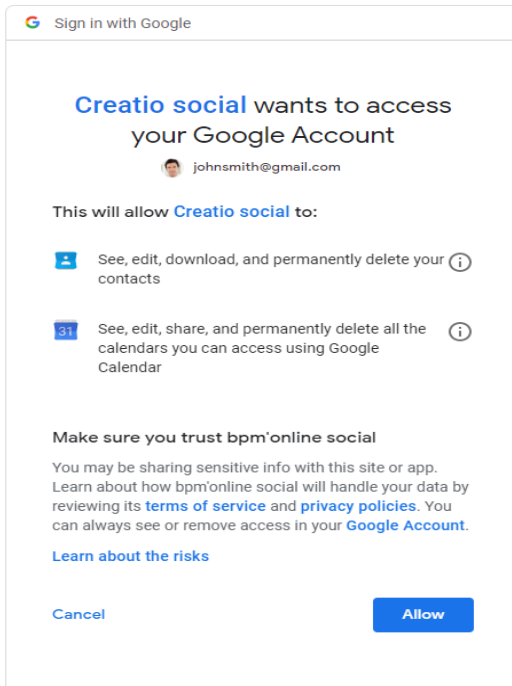 Sign in with Google
Creatio social wants to access
your Google Account
johnsmith@gmail.com
This will allow Creatio social to:
See, edit, download, and permanently delete your
contacts
31
See, edit, share, and permanently delete all the
calendars you can access using Google
Calendar
Make sure you trust bpm'online social
You may be sharing sensitive info with this site or app.
Learn about how bpm'online social will handle your data by
reviewing its terms of service and privacy policies. You
can always see or remove access in your Google Account.
Learn about the risks
Cancel
Allow